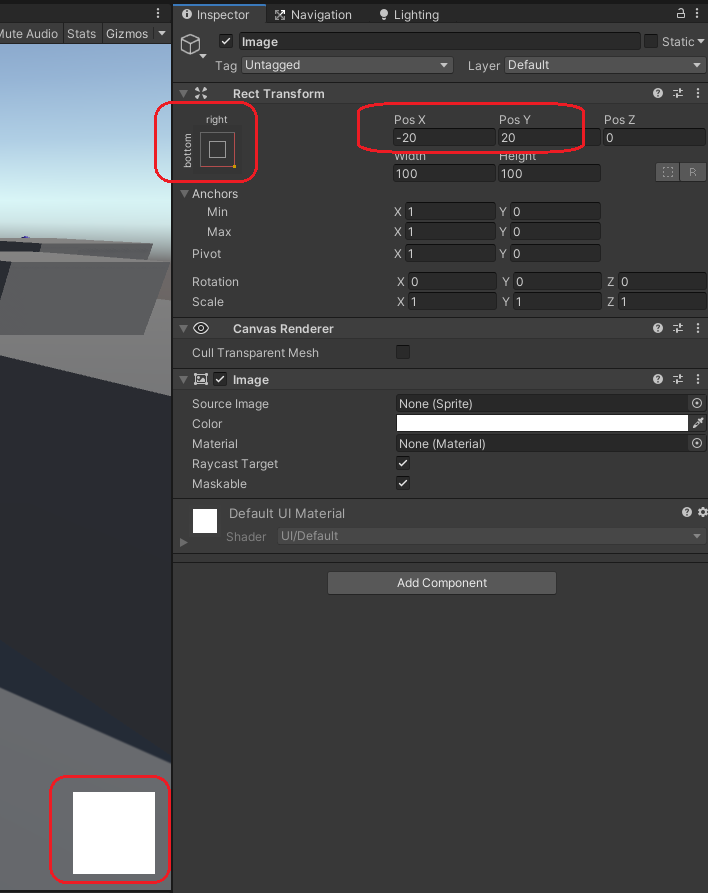 Mute Audio Stats Gizmos
Inspector Navigation Lighting
Image Static
Tag Untagged Layer Default
Rect Transform
right
bottom
Pos X Pos Y Pos Z
-20 20 0
Width Height
100 100 R
Anchors
Min X 1 Y 0
Max X 1 Y 0
Pivot X 1 Y 0
Rotation X 0 Y 0 Z 0
Scale X 1 Y 1 Z 1
Canvas Renderer
Cull Transparent Mesh
Image
Source Image None (Sprite)
Color
Material None (Material)
Raycast Target
Maskable
Default UI Material
Shader UI/Default
Add Component